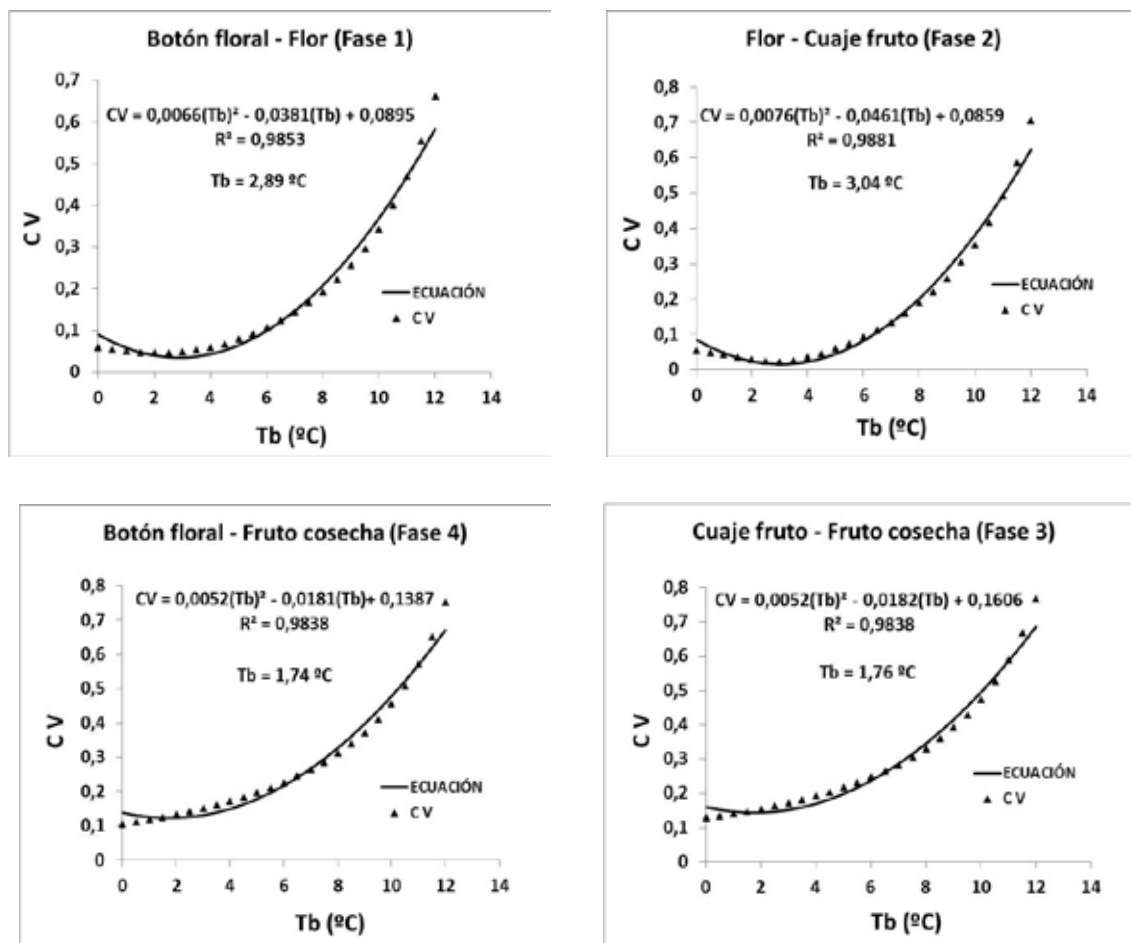 Botón floral - Flor (Fase 1)
0,7
0,6
0,5
0,4
0,3
0,2
0,1
0
CV = 0,0066(Tb)² - 0,0381(Tb) + 0,0895
R² = 0,9853
Tb = 2,89 ºC
C V
ECUACIÓN
C V
0 2 4 6 8 10 12 14
Tb (ºC)
Flor - Cuaje fruto (Fase 2)
0,8
0,7
0,6
0,5
0,4
0,3
0,2
0,1
0
CV = 0,0076(Tb)² - 0,0461(Tb) + 0,0859
R² = 0,9881
Tb = 3,04 ºC
C V
ECUACIÓN
C V
0 2 4 6 8 10 12 14
Tb (ºC)
Botón floral - Fruto cosecha (Fase 4)
0,8
0,7
0,6
0,5
0,4
0,3
0,2
0,1
0
CV = 0,0052(Tb)² - 0,0181(Tb)+ 0,1387
R² = 0,9838
Tb = 1,74 ºC
C V
ECUACIÓN
C V
0 2 4 6 8 10 12 14
Tb (ºC)
Cuaje fruto - Fruto cosecha (Fase 3)
0,8
0,7
0,6
0,5
0,4
0,3
0,2
0,1
0
CV = 0,0052(Tb)² - 0,0182(Tb) + 0,1606
R² = 0,9838
Tb = 1,76 ºC
C V
ECUACIÓN
C V
0 2 4 6 8 10 12 14
Tb (ºC)